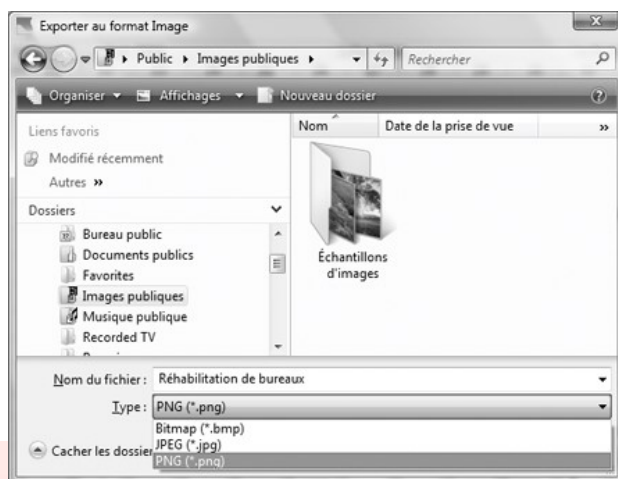 Exporter au format Image
Public Images publiques
Rechercher
Organiser Affichages Nouveau dossier
Liens favoris
Modifié récemment
Autres »
Dossiers
Bureau public
Documents publics
Favorites
Images publiques
Musique publique
Recorded TV
Nom Date de la prise de vue »
Échantillons
d'images
Nom du fichier : Réhabilitation de bureaux
Type : PNG (*.png)
Bitmap (*.bmp)
JPEG (*.jpg)
PNG (*.png)
Cacher les dossier